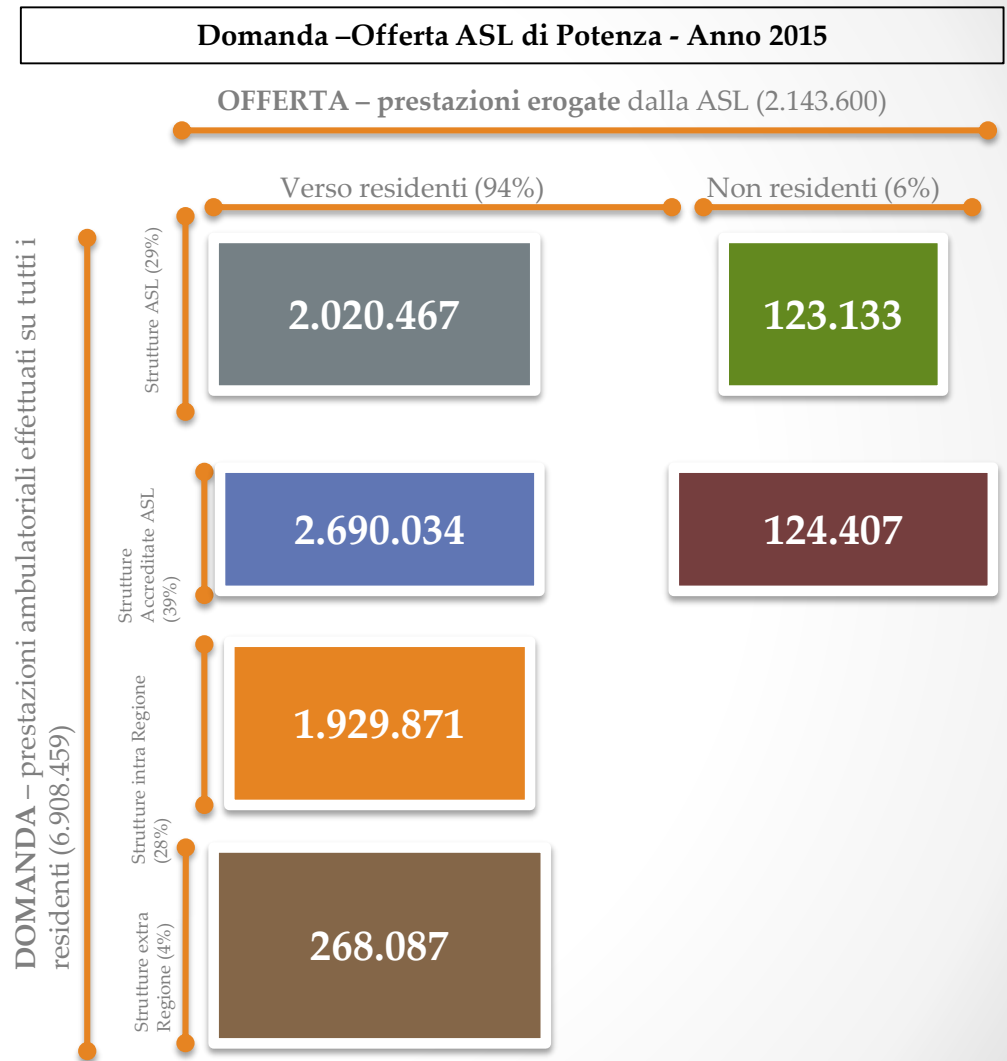 Domanda –Offerta ASL di Potenza - Anno 2015
OFFERTA – prestazioni erogate dalla ASL (2.143.600)
Verso residenti (94%)
Non residenti (6%)
DOMANDA – prestazioni ambulatoriali effettuati su tutti i
residenti (6.908.459)
Strutture ASL (29%)
2.020.467
123.133
Strutture
Accreditate ASL
(39%)
2.690.034
124.407
Strutture intra Regione
(28%)
1.929.871
Strutture extra
Regione (4%)
268.087